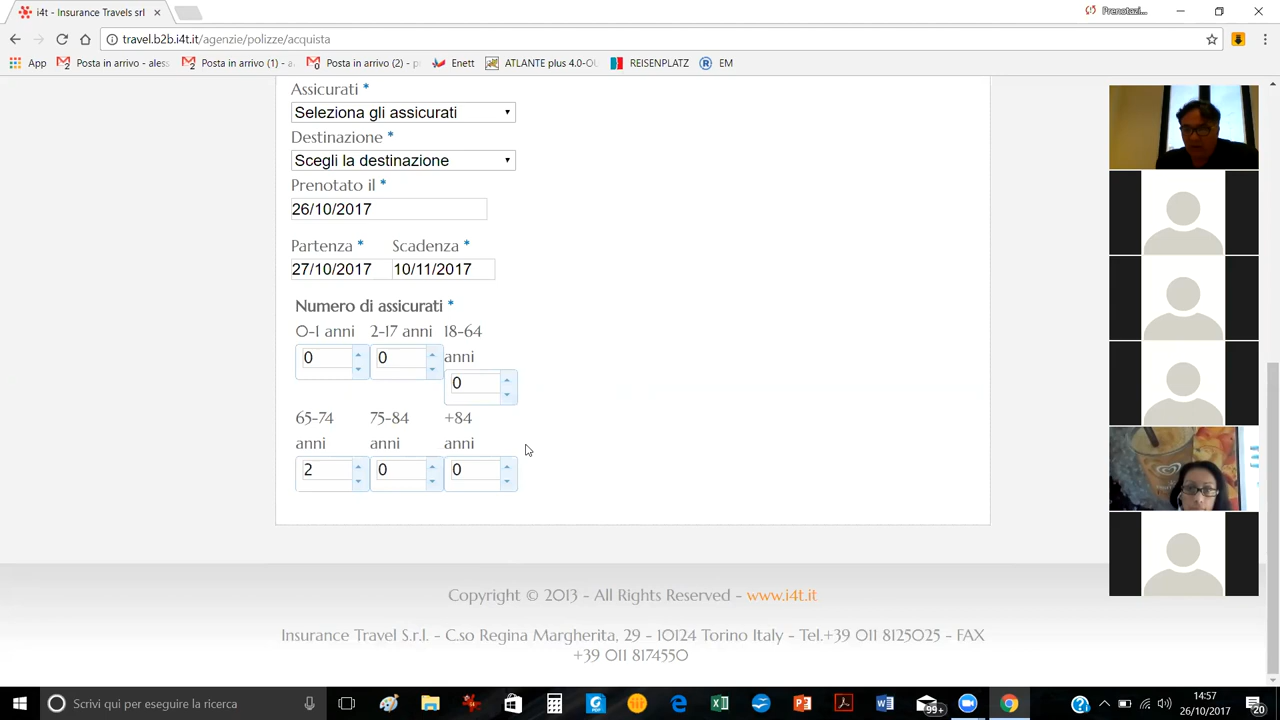 i4t - Insurance Travels srl
Prenotazi...
travel.b2b.i4t.it/agenzie/polizze/acquista
App Posta in arrivo - aless Posta in arrivo (1) - a Posta in arrivo (2) - p Enett ATLANTE plus 4.0-OU REISENPLATZ EM
Assicurati *
Seleziona gli assicurati
Destinazione *
Scegli la destinazione
Prenotato il *
26/10/2017
Partenza * Scadenza *
27/10/2017 10/11/2017
Numero di assicurati *
0-1 anni 2-17 anni 18-64
anni
0 0
0
65-74 75-84 +84
anni anni anni
2 0 0
Copyright © 2013 - All Rights Reserved - www.i4t.it
Insurance Travel S.r.l. - C.so Regina Margherita, 29 - 10124 Torino Italy - Tel.+39 011 8125025 - FAX
+39 011 8174550
Scrivi qui per eseguire la ricerca
99+
14:57
26/10/2017
20